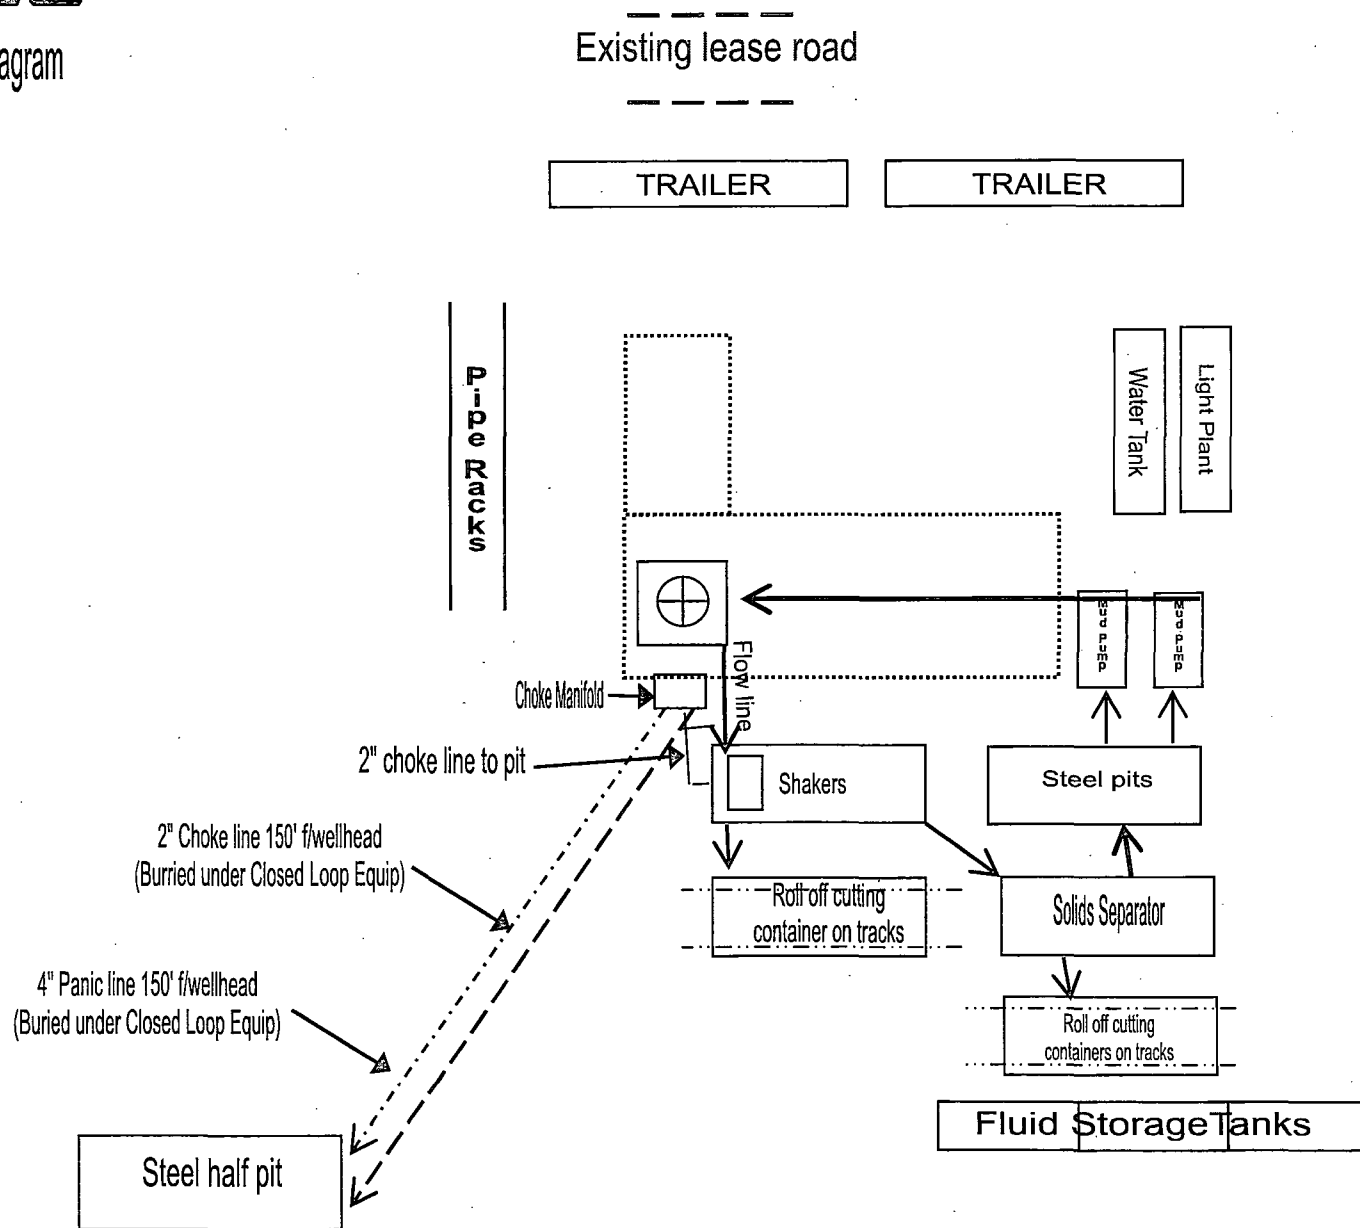 agram
Existing lease road
TRAILER
TRAILER
Pipe Racks
Water Tank
Light Plant
Mud pump
Mud pump
Flow line
Choke Manifold
2" choke line to pit
Shakers
Steel pits
2" Choke line 150' f/wellhead
(Burried under Closed Loop Equip)
Roll off cutting
container on tracks
Solids Separator
4" Panic line 150' f/wellhead
(Buried under Closed Loop Equip)
Roll off cutting
containers on tracks
Fluid StorageTanks
Steel half pit